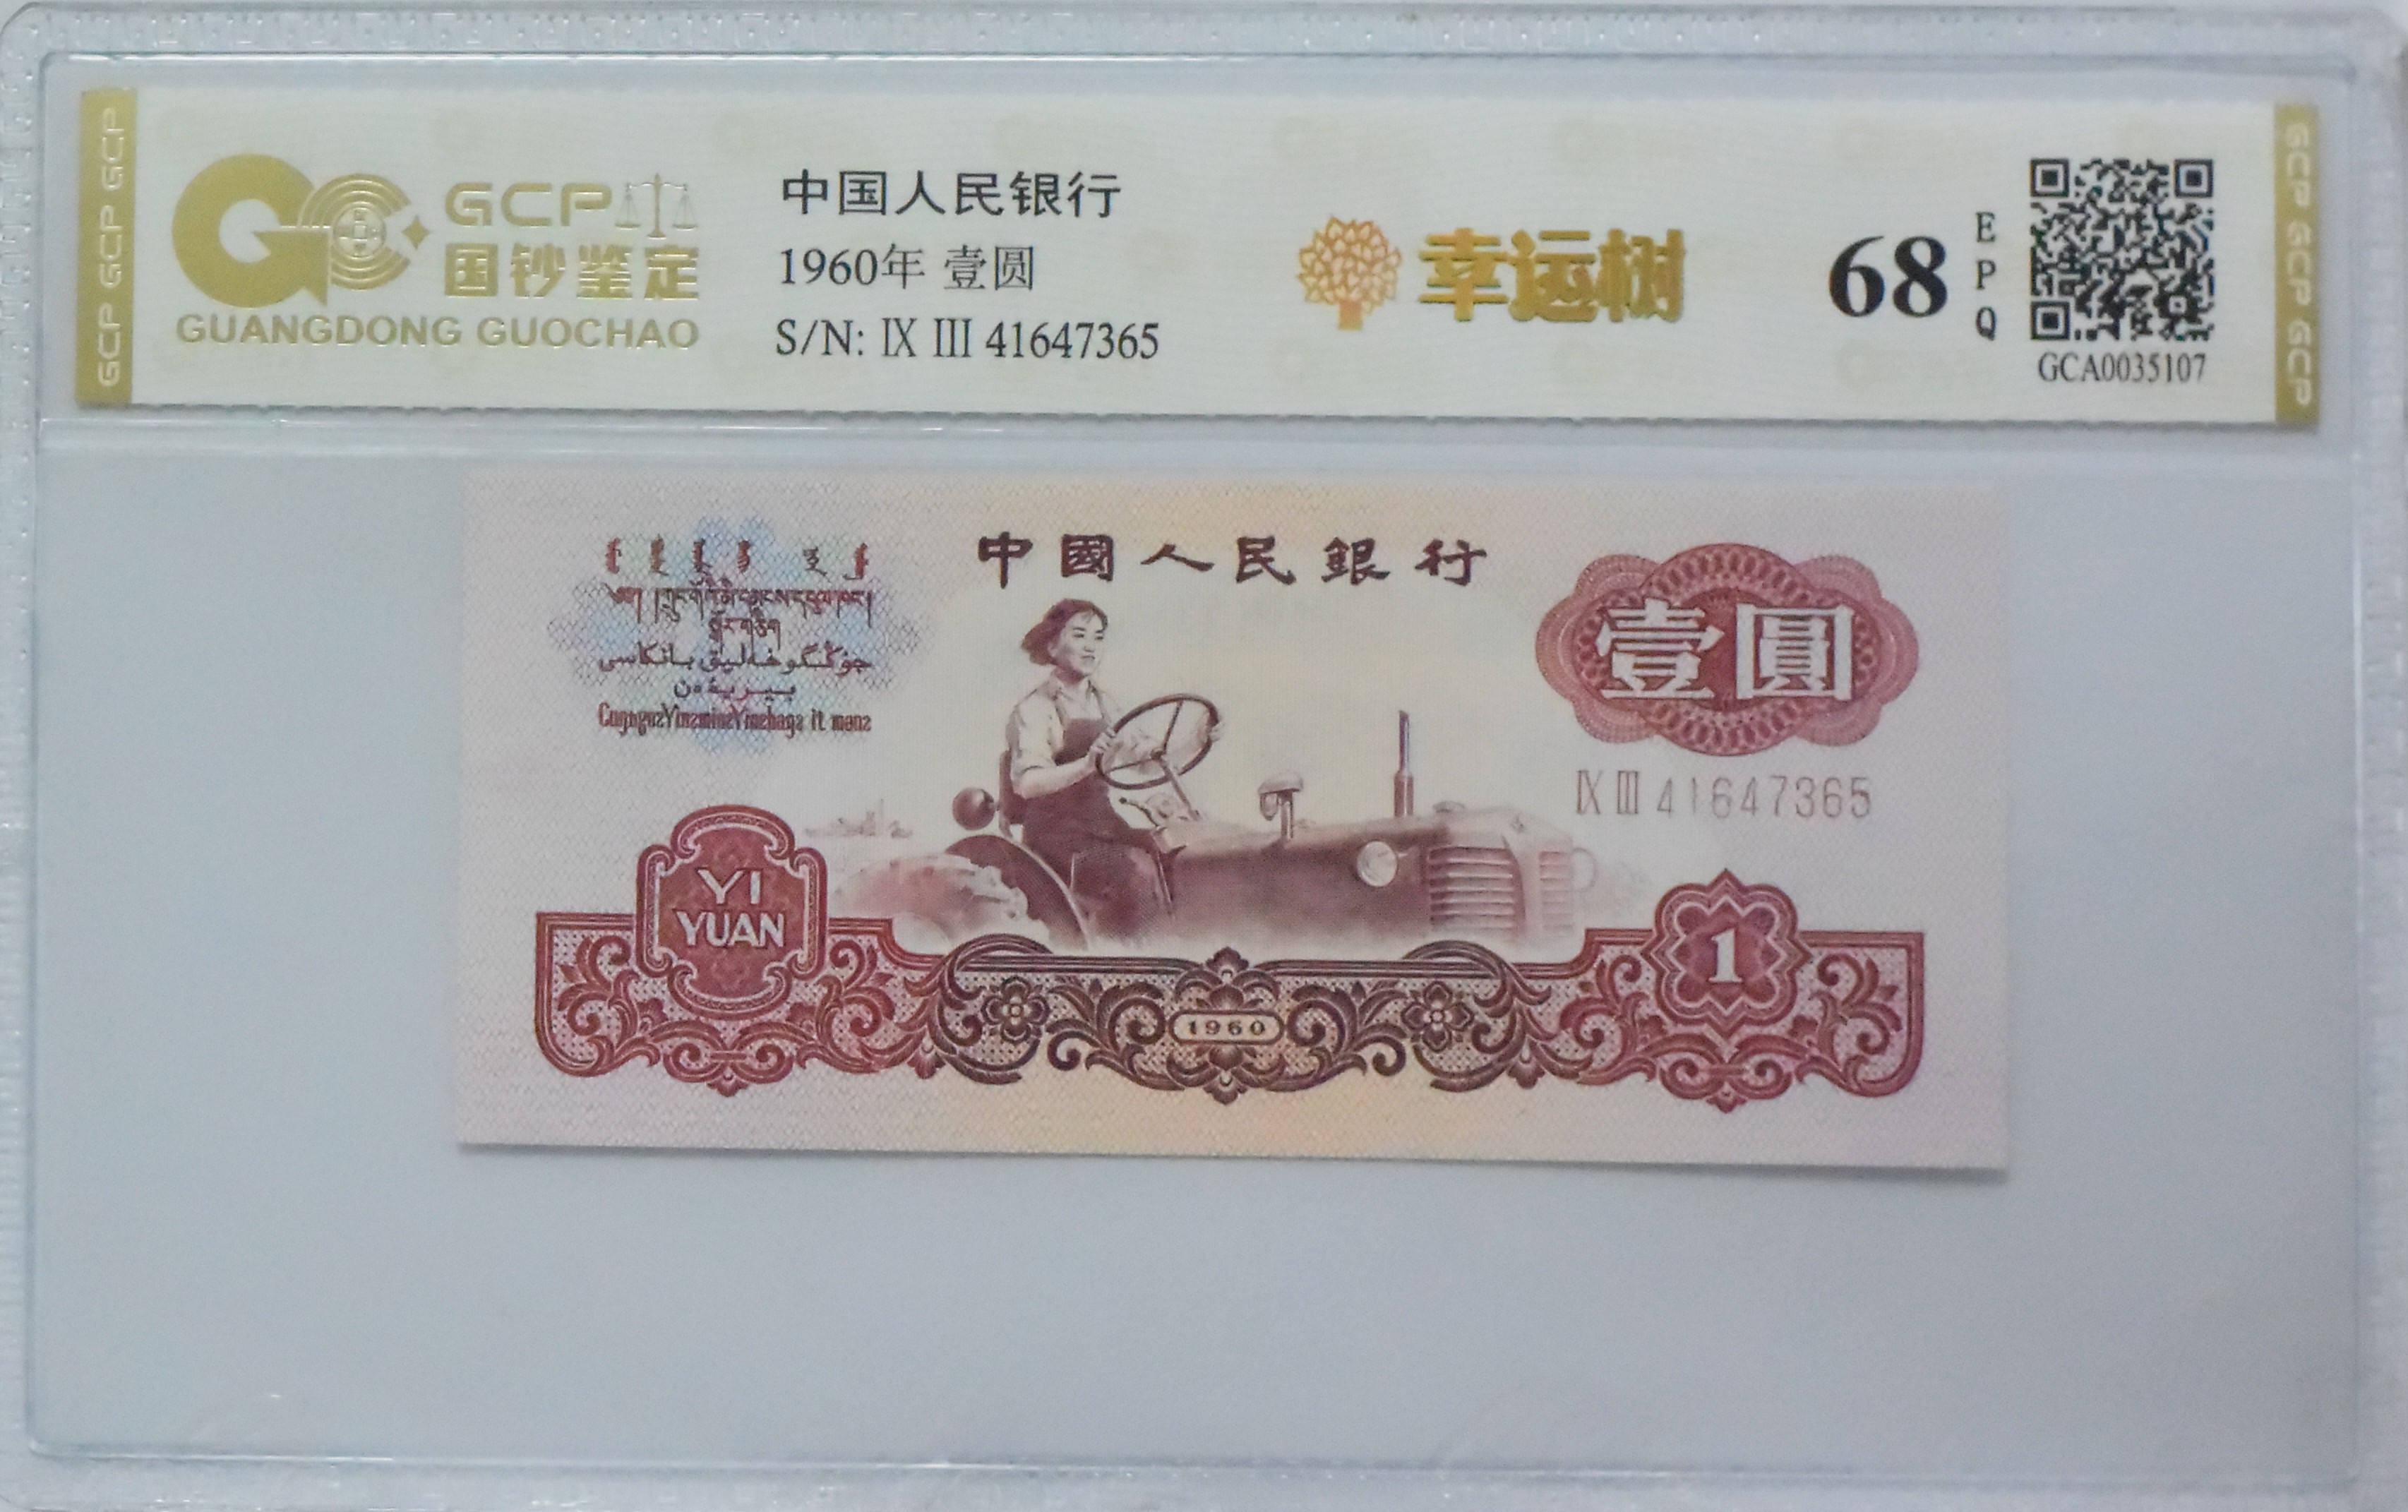 GCP GCP GCP
GCP
国钞鉴定
GUANGDONG GUOCHAO
中国人民银行
1960年 壹圆
S/N: Ⅸ Ⅲ 41647365
幸运树
68
E
P
Q
GCA0035107
GCP GCP GCP
中國人民銀行
壹圓
Ⅸ Ⅲ 41647365
YI
YUAN
1
1960